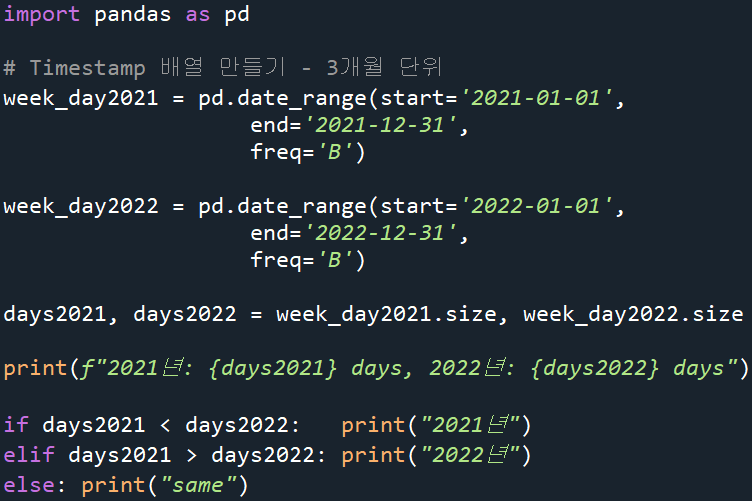 import pandas as pd
# Timestamp 배열 만들기 - 3개월 단위
week_day2021 = pd.date_range(start='2021-01-01',
end='2021-12-31',
freq='B')
week_day2022 = pd.date_range(start='2022-01-01',
end='2022-12-31',
freq='B')
days2021, days2022 = week_day2021.size, week_day2022.size
print(f"2021년: {days2021} days, 2022년: {days2022} days")
if days2021 < days2022:   print("2021년")
elif days2021 > days2022: print("2022년")
else: print("same")